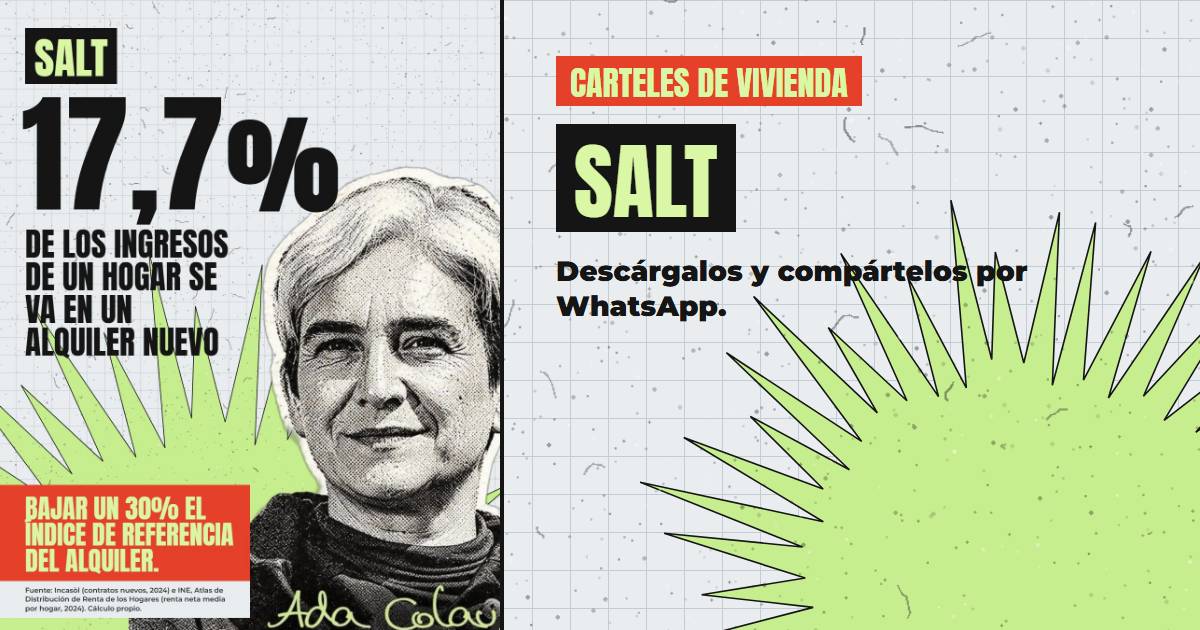 SALT
17,7%
DE LOS INGRESOS
DE UN HOGAR SE
VA EN UN
ALQUILER NUEVO
BAJAR UN 30% EL
ÍNDICE DE REFERENCIA
DEL ALQUILER.
Fuente: Incasòl (contratos nuevos, 2024) e INE, Atlas de
Distribución de Renta de los Hogares (renta neta media
por hogar, 2024). Cálculo propio.
Ada Colau
CARTELES DE VIVIENDA
SALT
Descárgalos y compártelos por
WhatsApp.